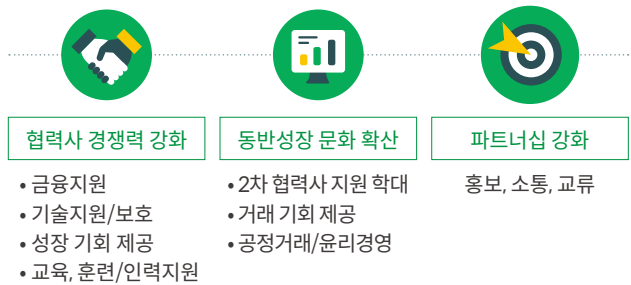 협력사 경쟁력 강화
• 금융지원
• 기술지원/보호
• 성장 기회 제공
• 교육, 훈련/인력지원
동반성장 문화 확산
• 2차 협력사 지원 학대
• 거래 기회 제공
• 공정거래/윤리경영
파트너십 강화
홍보, 소통, 교류